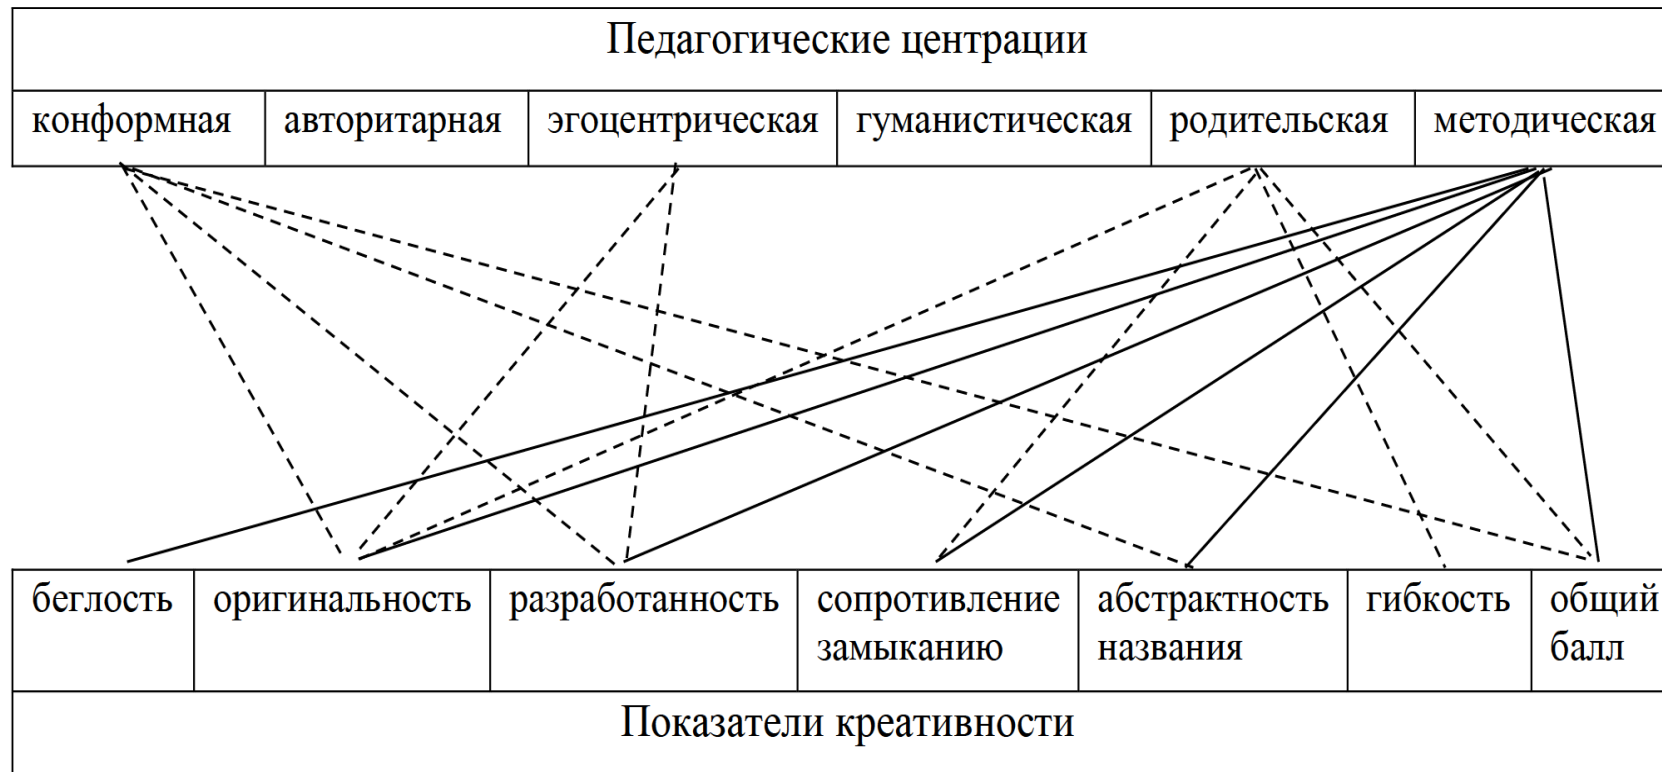 Педагогические центрации
конформная авторитарная эгоцентрическая гуманистическая родительская методическая
беглость оригинальность разработанность сопротивление абстрактность гибкость общий
замыканию названия балл
Показатели креативности